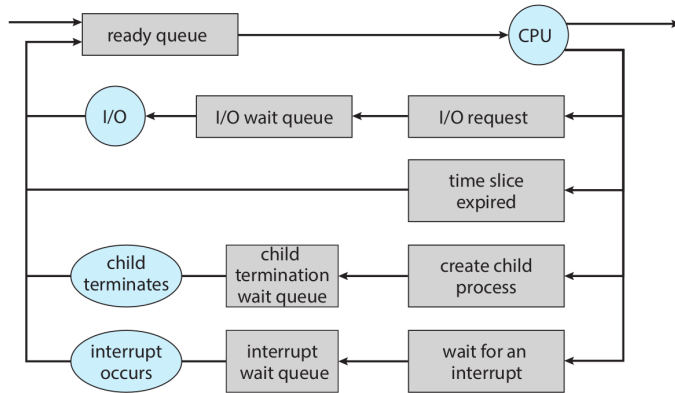 ready queue
CPU
I/O
I/O wait queue
I/O request
time slice
expired
child
terminates
child
termination
wait queue
create child
process
interrupt
occurs
interrupt
wait queue
wait for an
interrupt